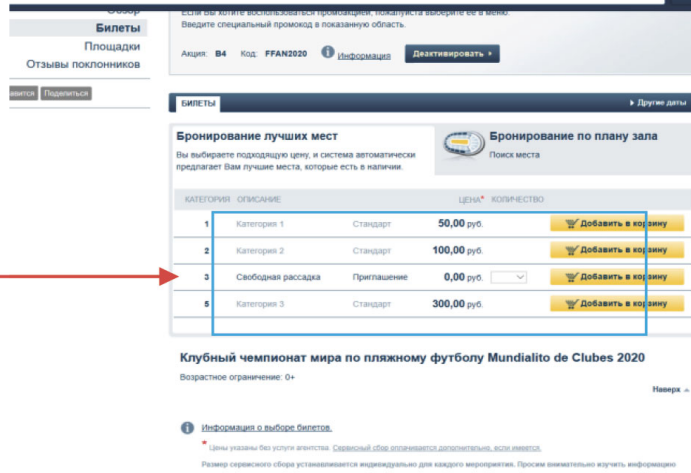 Обзор
Билеты
Площадки
Отзывы поклонников
Поделиться
Если Вы хотите воспользоваться промоакцией, пожалуйста выберите ее в меню.
Введите специальный промокод в показанную область.
Акция: B4 Код: FFAN2020 Информация Деактивировать
БИЛЕТЫ Другие даты
Бронирование лучших мест
Вы выбираете подходящую цену, и система автоматически
предлагает Вам лучшие места, которые есть в наличии.
Бронирование по плану зала
Поиск места
КАТЕГОРИЯ ОПИСАНИЕ ЦЕНА* КОЛИЧЕСТВО
1 Категория 1 Стандарт 50,00 руб. Добавить в корзину
2 Категория 2 Стандарт 100,00 руб. Добавить в корзину
3 Свободная рассадка Приглашение 0,00 руб. Добавить в корзину
5 Категория 3 Стандарт 300,00 руб. Добавить в корзину
Клубный чемпионат мира по пляжному футболу Mundialito de Clubes 2020
Возрастное ограничение: 0+
Наверх
Информация о выборе билетов.
* Цены указаны без услуги агентства. Сервисный сбор оплачивается дополнительно, если имеется.
Размер сервисного сбора устанавливается индивидуально для каждого мероприятия. Просим внимательно изучить информацию